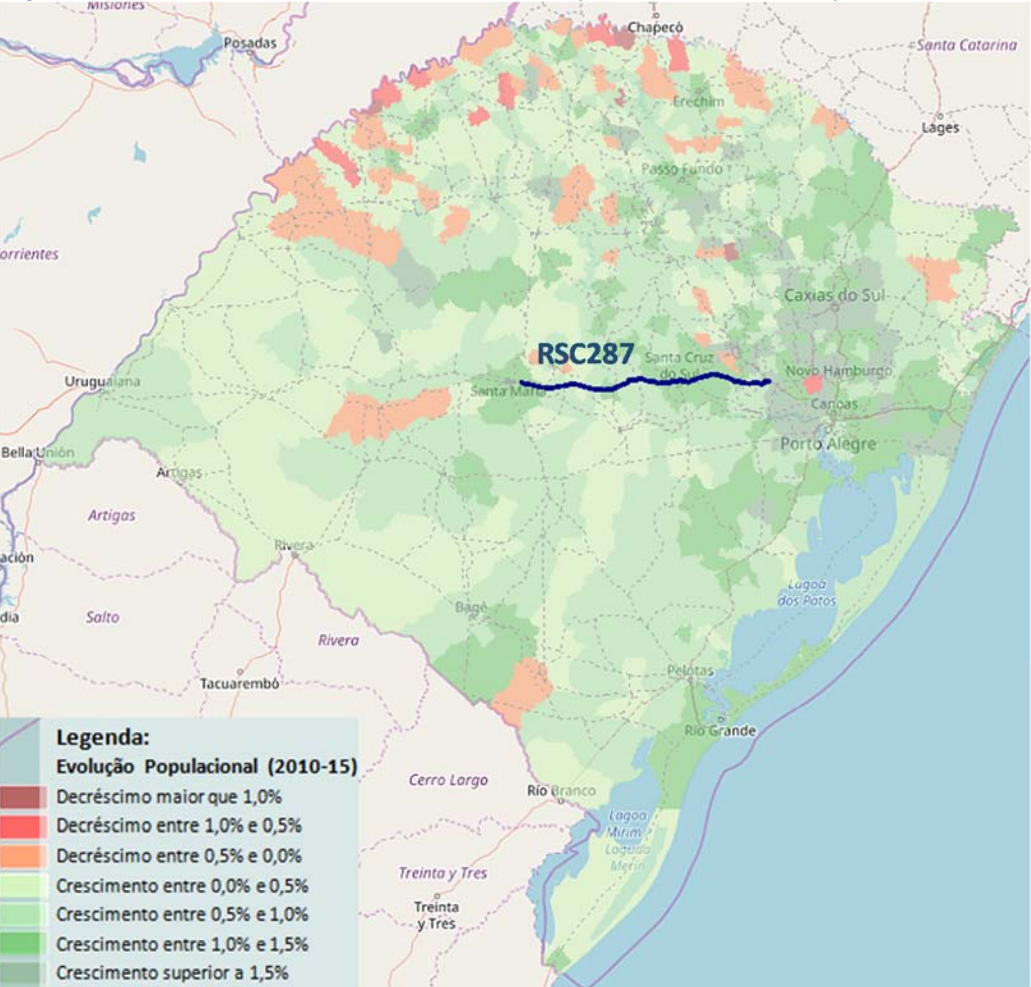 Misiones
Posadas
Chapecó
Santa Catarina
Erechim
Lages
Passo Fundo
orrientes
Caxias do Sul
RSC287
Santa Cruz
do Sul
Novo Hamburgo
Uruguaiana
Santa Maria
Canoas
Porto Alegre
Bella Unión
Artigas
Artigas
ación
Rivera
Lagoa
dos Patos
dia
Salto
Bagé
Rivera
Pelotas
Tacuarembó
Rio Grande
Legenda:
Evolução Populacional (2010-15)
Decréscimo maior que 1,0%
Decréscimo entre 1,0% e 0,5%
Decréscimo entre 0,5% e 0,0%
Crescimento entre 0,0% e 0,5%
Crescimento entre 0,5% e 1,0%
Crescimento entre 1,0% e 1,5%
Crescimento superior a 1,5%
Cerro Largo
Río Branco
Lagoa
Mirim
Laguna
Merín
Treinta y Tres
Treinta
y Tres